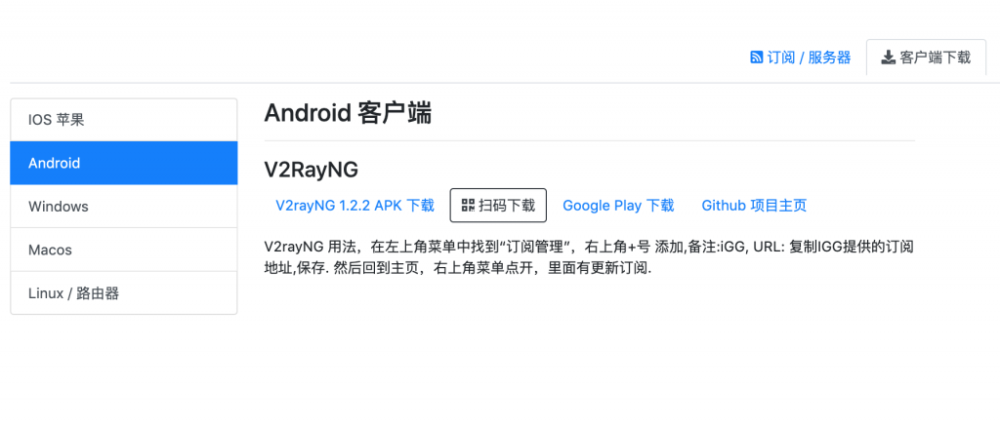 订阅 / 服务器
客户端下载
IOS 苹果
Android
Windows
Macos
Linux / 路由器
Android 客户端
V2RayNG
V2rayNG 1.2.2 APK 下载
扫码下载
Google Play 下载
Github 项目主页
V2rayNG 用法，在左上角菜单中找到“订阅管理”，右上角+号 添加,备注:iGG, URL: 复制IGG提供的订阅
地址,保存. 然后回到主页，右上角菜单点开，里面有更新订阅.